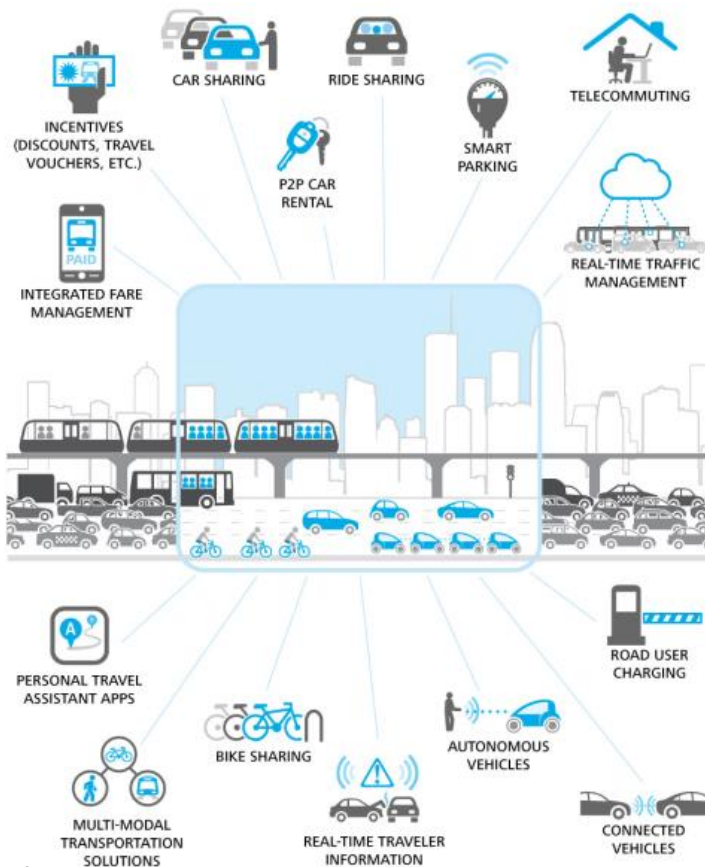 CAR SHARING
RIDE SHARING
TELECOMMUTING
INCENTIVES
(DISCOUNTS, TRAVEL
VOUCHERS, ETC.)
P2P CAR
RENTAL
SMART
PARKING
PAID
INTEGRATED FARE
MANAGEMENT
REAL-TIME TRAFFIC
MANAGEMENT
A
PERSONAL TRAVEL
ASSISTANT APPS
BIKE SHARING
AUTONOMOUS
VEHICLES
ROAD USER
CHARGING
MULTI-MODAL
TRANSPORTATION
SOLUTIONS
REAL-TIME TRAVELER
INFORMATION
CONNECTED
VEHICLES